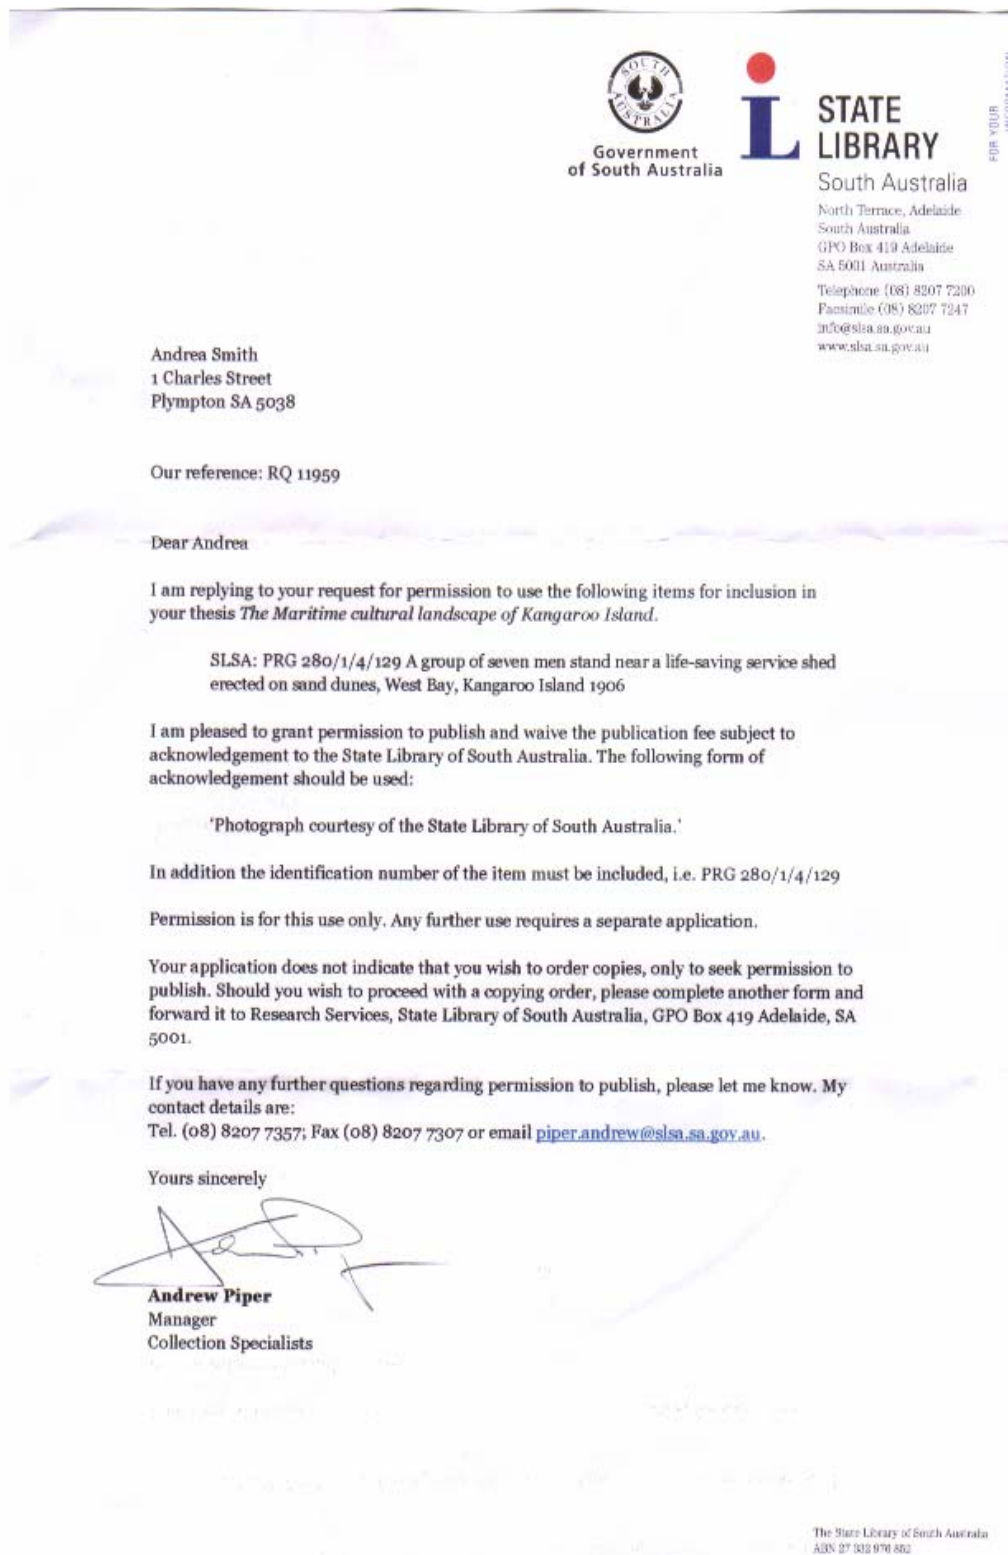 SOUTH
AUSTRALIA
Government
of South Australia
STATE
LIBRARY
South Australia
North Terrace, Adelaide
South Australia
GPO Box 419 Adelaide
SA 5001 Australia
Telephone (08) 8207 7200
Facsimile (08) 8207 7247
info@slsa.sa.gov.au
www.slsa.sa.gov.au
FOR YOUR
Andrea Smith
1 Charles Street
Plympton SA 5038
Our reference: RQ 11959
Dear Andrea
I am replying to your request for permission to use the following items for inclusion in
your thesis The Maritime cultural landscape of Kangaroo Island.
SLSA: PRG 280/1/4/129 A group of seven men stand near a life-saving service shed
erected on sand dunes, West Bay, Kangaroo Island 1906
I am pleased to grant permission to publish and waive the publication fee subject to
acknowledgement to the State Library of South Australia. The following form of
acknowledgement should be used:
'Photograph courtesy of the State Library of South Australia.'
In addition the identification number of the item must be included, i.e. PRG 280/1/4/129
Permission is for this use only. Any further use requires a separate application.
Your application does not indicate that you wish to order copies, only to seek permission to
publish. Should you wish to proceed with a copying order, please complete another form and
forward it to Research Services, State Library of South Australia, GPO Box 419 Adelaide, SA
5001.
If you have any further questions regarding permission to publish, please let me know. My
contact details are:
Tel. (08) 8207 7357; Fax (08) 8207 7307 or email piper.andrew@slsa.sa.gov.au.
Yours sincerely
Andrew Piper
Manager
Collection Specialists
The State Library of South Australia
ABN